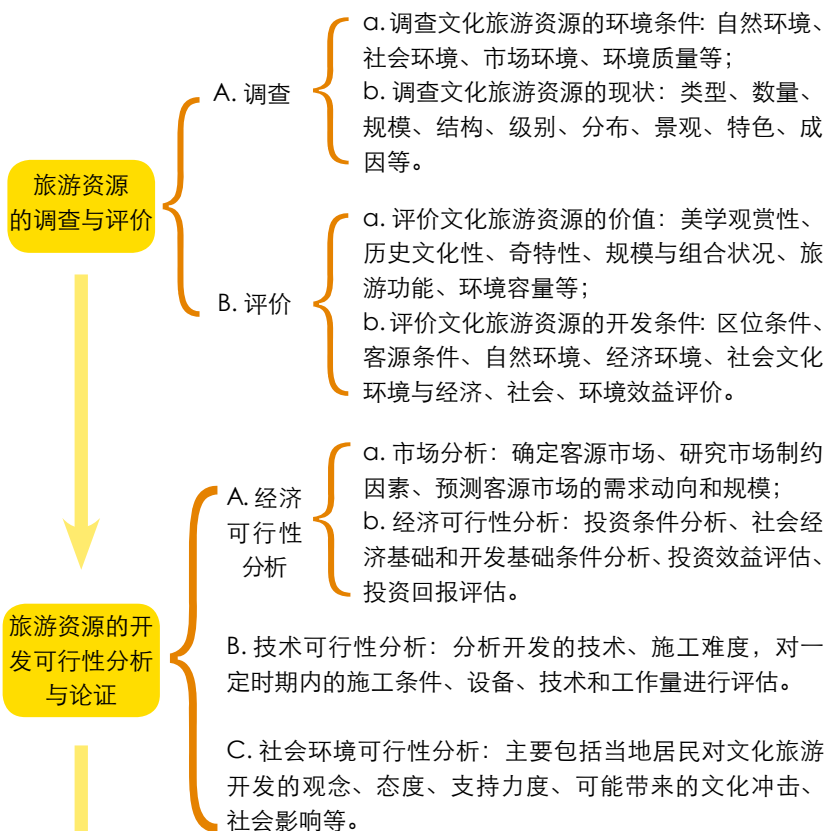 旅游资源
的调查与评价
A. 调查
a. 调查文化旅游资源的环境条件: 自然环境、
社会环境、市场环境、环境质量等；
b. 调查文化旅游资源的现状：类型、数量、
规模、结构、级别、分布、景观、特色、成
因等。
B. 评价
a. 评价文化旅游资源的价值：美学观赏性、
历史文化性、奇特性、规模与组合状况、旅
游功能、环境容量等；
b. 评价文化旅游资源的开发条件: 区位条件、
客源条件、自然环境、经济环境、社会文化
环境与经济、社会、环境效益评价。
旅游资源的开
发可行性分析
与论证
A. 经济
可行性
分析
a. 市场分析：确定客源市场、研究市场制约
因素、预测客源市场的需求动向和规模；
b. 经济可行性分析：投资条件分析、社会经
济基础和开发基础条件分析、投资效益评估、
投资回报评估。
B. 技术可行性分析：分析开发的技术、施工难度，对一
定时期内的施工条件、设备、技术和工作量进行评估。
C. 社会环境可行性分析：主要包括当地居民对文化旅游
开发的观念、态度、支持力度、可能带来的文化冲击、
社会影响等。